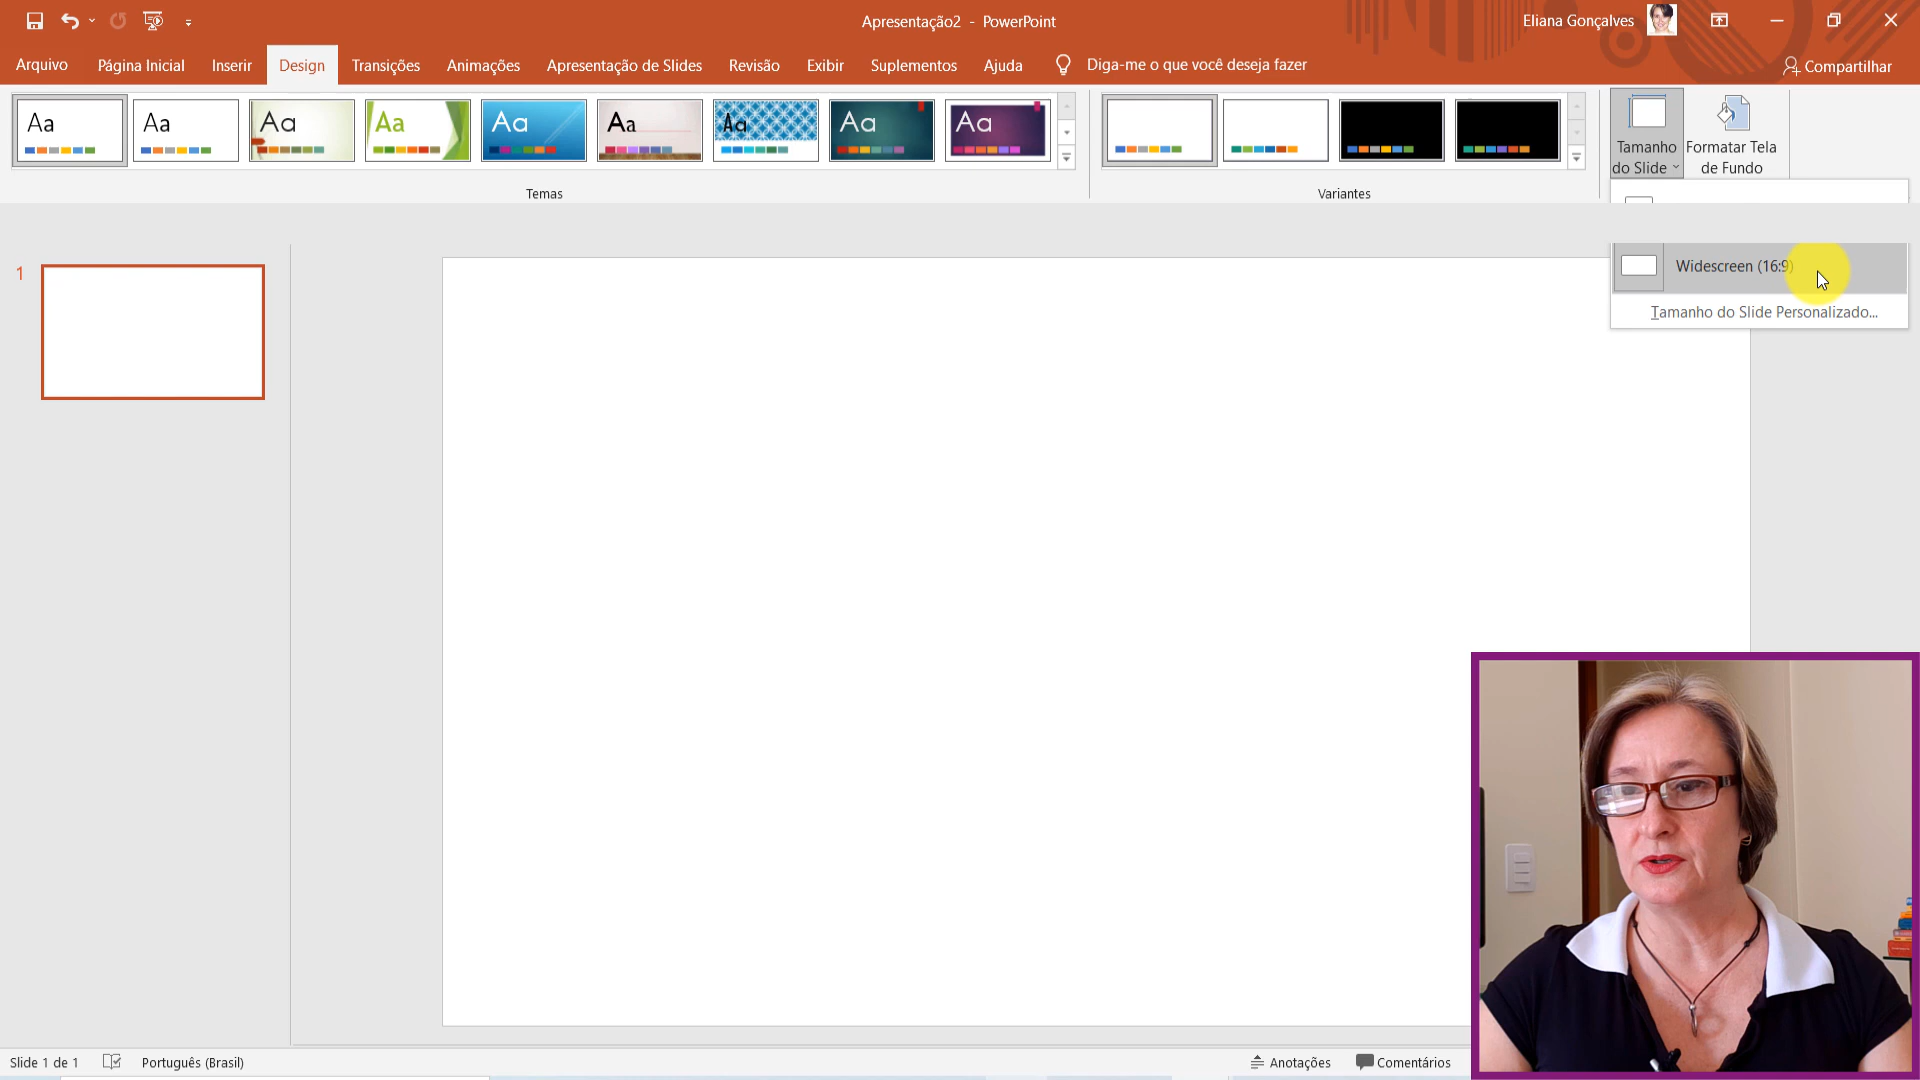 Apresentação2 - PowerPoint
Eliana Gonçalves
Arquivo
Página Inicial
Inserir
Design
Transições
Animações
Apresentação de Slides
Revisão
Exibir
Suplementos
Ajuda
Diga-me o que você deseja fazer
Compartilhar
Aa
Aa
Aa
Aa
Aa
Aa
Aa
Aa
Aa
Tamanho
do Slide
Formatar Tela
de Fundo
Temas
Variantes
1
Widescreen (16:9)
Tamanho do Slide Personalizado...
Slide 1 de 1
Português (Brasil)
Anotações
Comentários